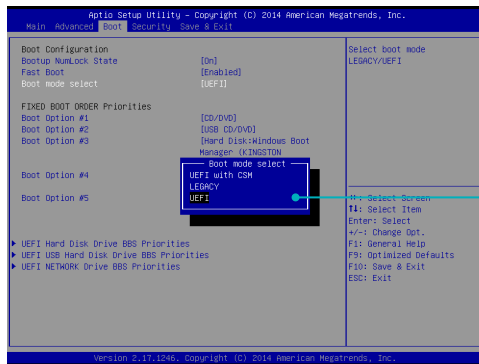 Aptio Setup Utility – Copyright (C) 2014 American Megatrends, Inc.
Main Advanced Boot Security Save & Exit
Boot Configuration
Bootup NumLock State [On]
Fast Boot [Enabled]
Boot mode select [UEFI]
FIXED BOOT ORDER Priorities
Boot Option #1 [CD/DVD]
Boot Option #2 [USB CD/DVD]
Boot Option #3 [Hard Disk:Windows Boot
Manager (KINGSTON
Boot mode select
Boot Option #4 UEFI with CSM
LEGACY
Boot Option #5 UEFI
UEFI Hard Disk Drive BBS Priorities
UEFI USB Hard Disk Drive BBS Priorities
UEFI NETWORK Drive BBS Priorities
Select boot mode
LEGACY/UEFI
→←: Select Screen
↑↓: Select Item
Enter: Select
+/-: Change Opt.
F1: General Help
F9: Optimized Defaults
F10: Save & Exit
ESC: Exit
Version 2.17.1246. Copyright (C) 2014 American Megatrends, Inc.